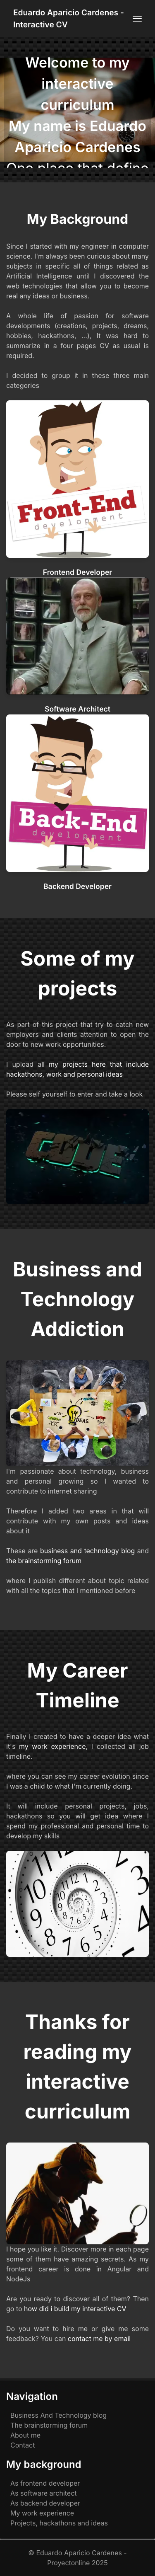 Eduardo Aparicio Cardenes -
Interactive CV
Welcome to my
interactive
curriculum
My name is Eduardo
Aparicio Cardenes
One place that define
My Background
Since I started with my engineer in computer
science. I'm always been curious about many
subjects in specific all of things related as
Artificial Inteligence until I discovered the
web technologies that allow you to become
real any ideas or business.
A whole life of passion for software
developments (creations, projects, dreams,
hobbies, hackathons, ...), It was hard to
summarize in a four pages CV as usual is
required.
I decided to group it in these three main
categories
Front-End
development
Frontend Developer
Software Architect
Back-End
development
Backend Developer
Some of my
projects
As part of this project that try to catch new
employers and clients attention to open the
door to new work opportunities.
I upload all my projects here that include
hackathons, work and personal ideas
Please self yourself to enter and take a look
Business and
Technology
Addiction
IDEAS
I'm passionate about technology, business
and personal growing so I wanted to
contribute to internet sharing
Therefore I added two areas in that will
contribute with my own posts and ideas
about it
These are business and technology blog and
the brainstorming forum
where I publish different about topic related
with all the topics that I mentioned before
My Career
Timeline
Finally I created to have a deeper idea what
it's my work experience, I collected all job
timeline.
where you can see my career evolution since
I was a child to what I'm currently doing.
It will include personal projects, jobs,
hackathons so you will get idea where I
spend my professional and personal time to
develop my skills
Thanks for
reading my
interactive
curriculum
I hope you like it. Discover more in each page
some of them have amazing secrets. As my
frontend career is done in Angular and
NodeJs
Are you ready to discover all of them? Then
go to how did i build my interactive CV
Do you want to hire me or give me some
feedback? You can contact me by email
Navigation
Business And Technology blog
The brainstorming forum
About me
Contact
My background
As frontend developer
As software architect
As backend developer
My work experience
Projects, hackathons and ideas
© Eduardo Aparicio Cardenes -
Proyectonline 2025